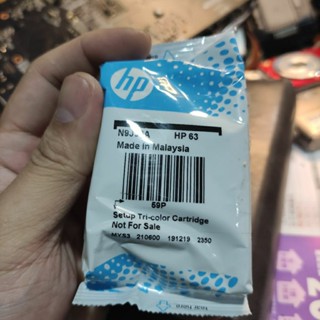 hp
HP 63
Made in Malaysia
69P
Setup Tri-color Cartridge
Not For Sale
210600 191219 2350